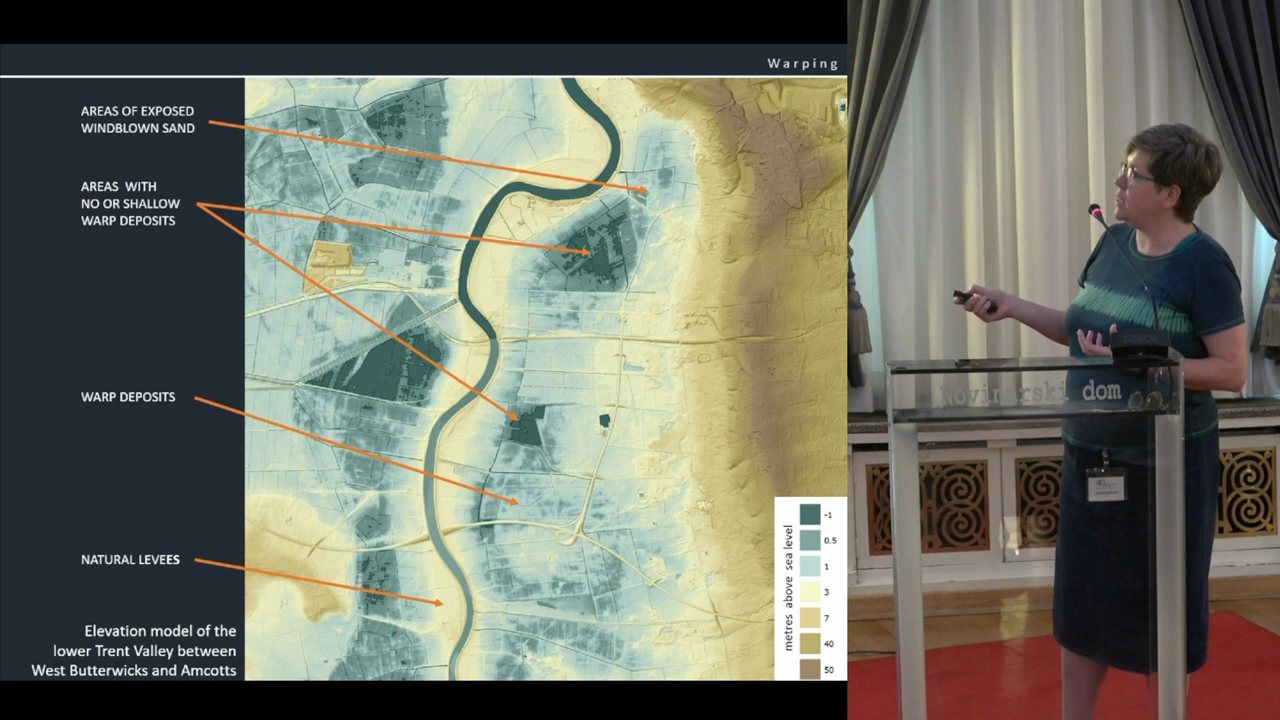 Warping
AREAS OF EXPOSED
WINDBLOWN SAND
AREAS WITH
NO OR SHALLOW
WARP DEPOSITS
WARP DEPOSITS
NATURAL LEVEES
Elevation model of the
lower Trent Valley between
West Butterwicks and Amcotts
metres above sea level
-1
0.5
1
3
7
40
50
Novinarski dom